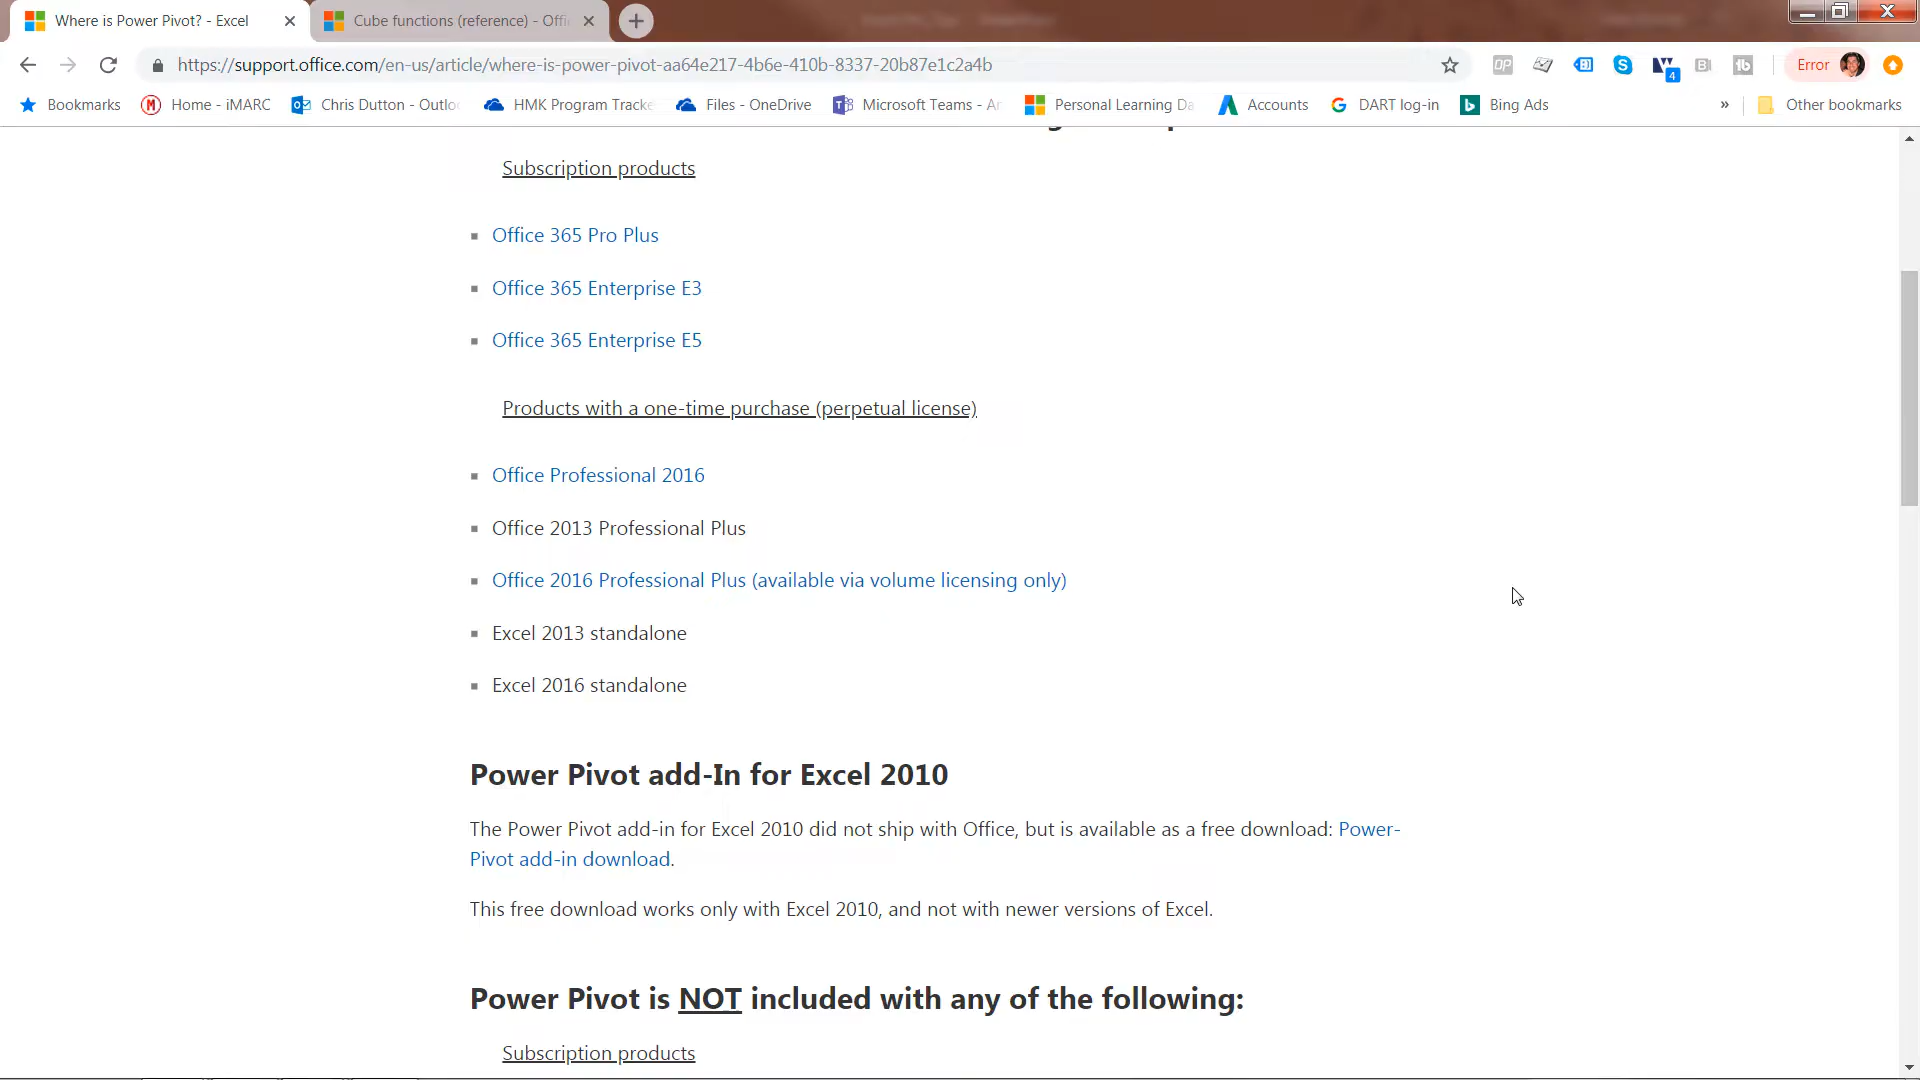 Where is Power Pivot? - Excel
Cube functions (reference) - Offi
https://support.office.com/en-us/article/where-is-power-pivot-aa64e217-4b6e-410b-8337-20b87e1c2a4b
Error
Bookmarks
Home - iMARC
Chris Dutton - Outlo
HMK Program Tracke
Files - OneDrive
Microsoft Teams - Ar
Personal Learning Da
Accounts
DART log-in
Bing Ads
»
Other bookmarks
Subscription products
Office 365 Pro Plus
Office 365 Enterprise E3
Office 365 Enterprise E5
Products with a one-time purchase (perpetual license)
Office Professional 2016
Office 2013 Professional Plus
Office 2016 Professional Plus (available via volume licensing only)
Excel 2013 standalone
Excel 2016 standalone
Power Pivot add-In for Excel 2010
The Power Pivot add-in for Excel 2010 did not ship with Office, but is available as a free download: Power-
Pivot add-in download.
This free download works only with Excel 2010, and not with newer versions of Excel.
Power Pivot is NOT included with any of the following:
Subscription products